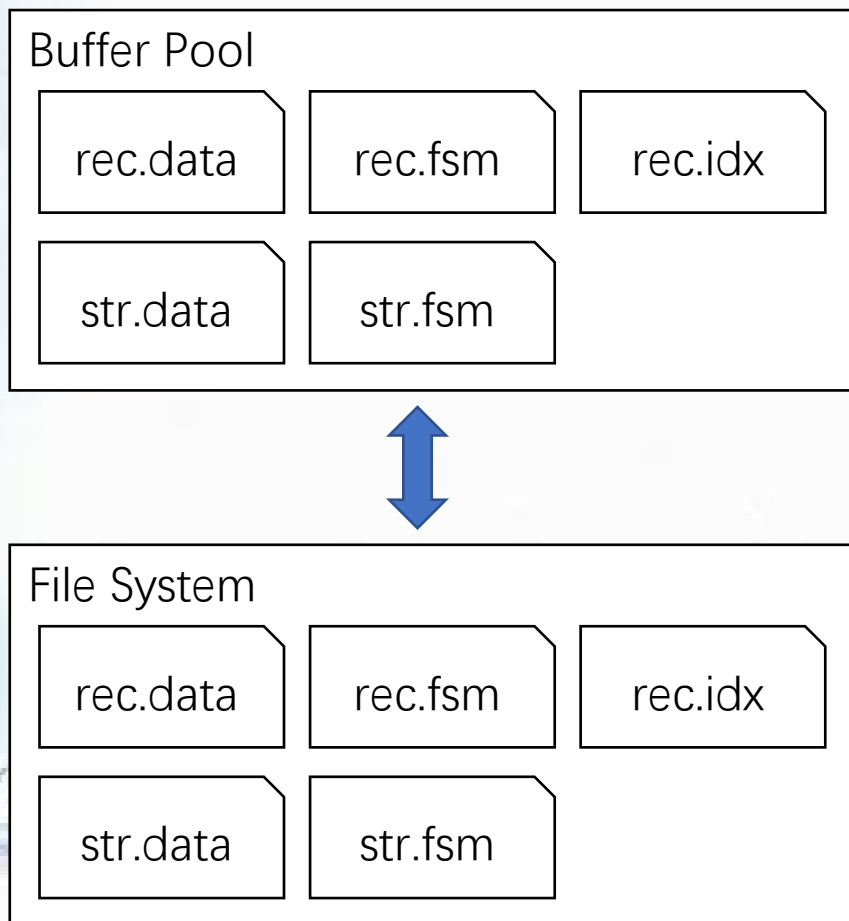 Buffer Pool
rec.data rec.fsm rec.idx
str.data str.fsm
File System
rec.data rec.fsm rec.idx
str.data str.fsm